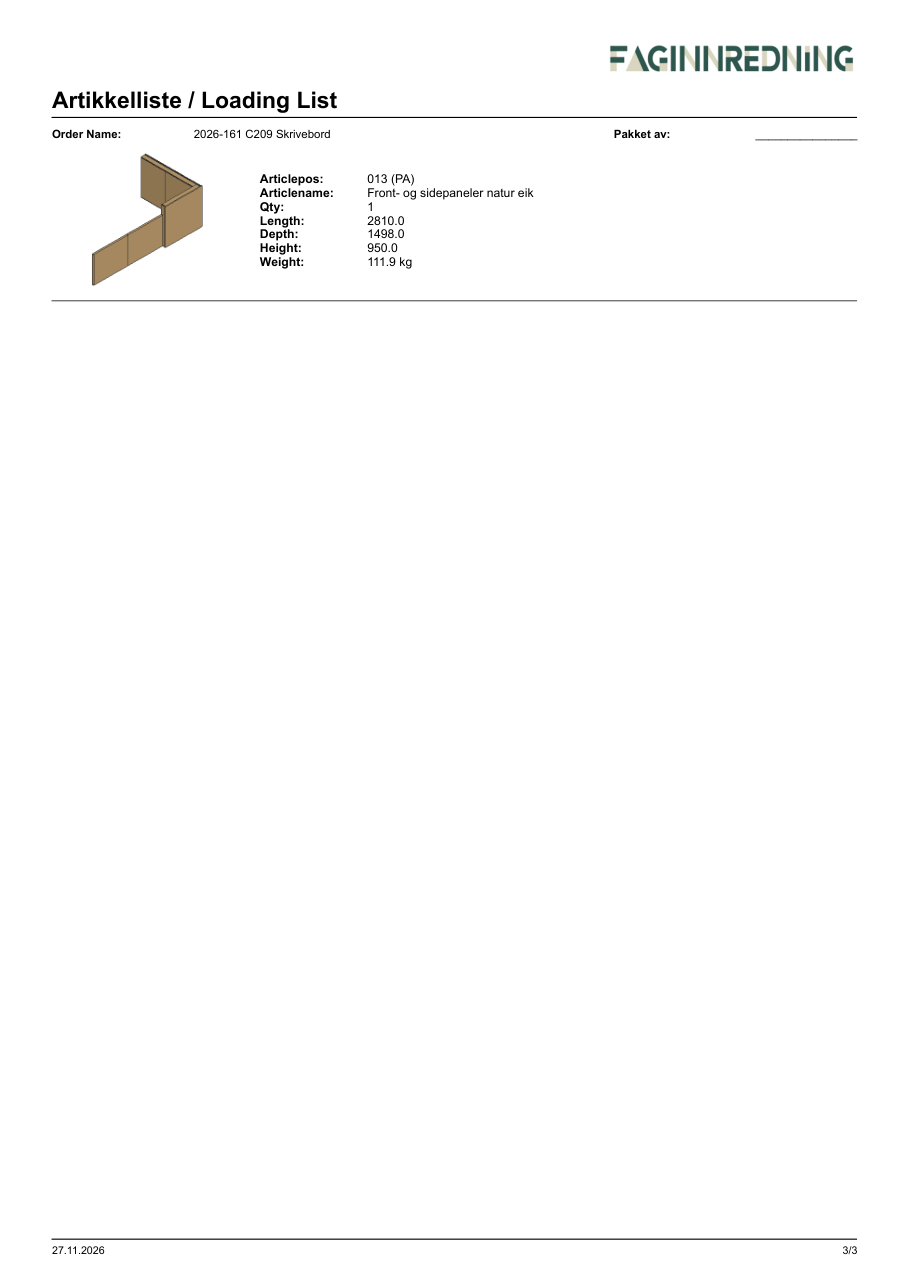 FAGINNREDNiNG
Artikkelliste / Loading List
Order Name: 2026-161 C209 Skrivebord Pakket av: ________________
Articlepos: 013 (PA)
Articlename: Front- og sidepaneler natur eik
Qty: 1
Length: 2810.0
Depth: 1498.0
Height: 950.0
Weight: 111.9 kg
27.11.2026 3/3